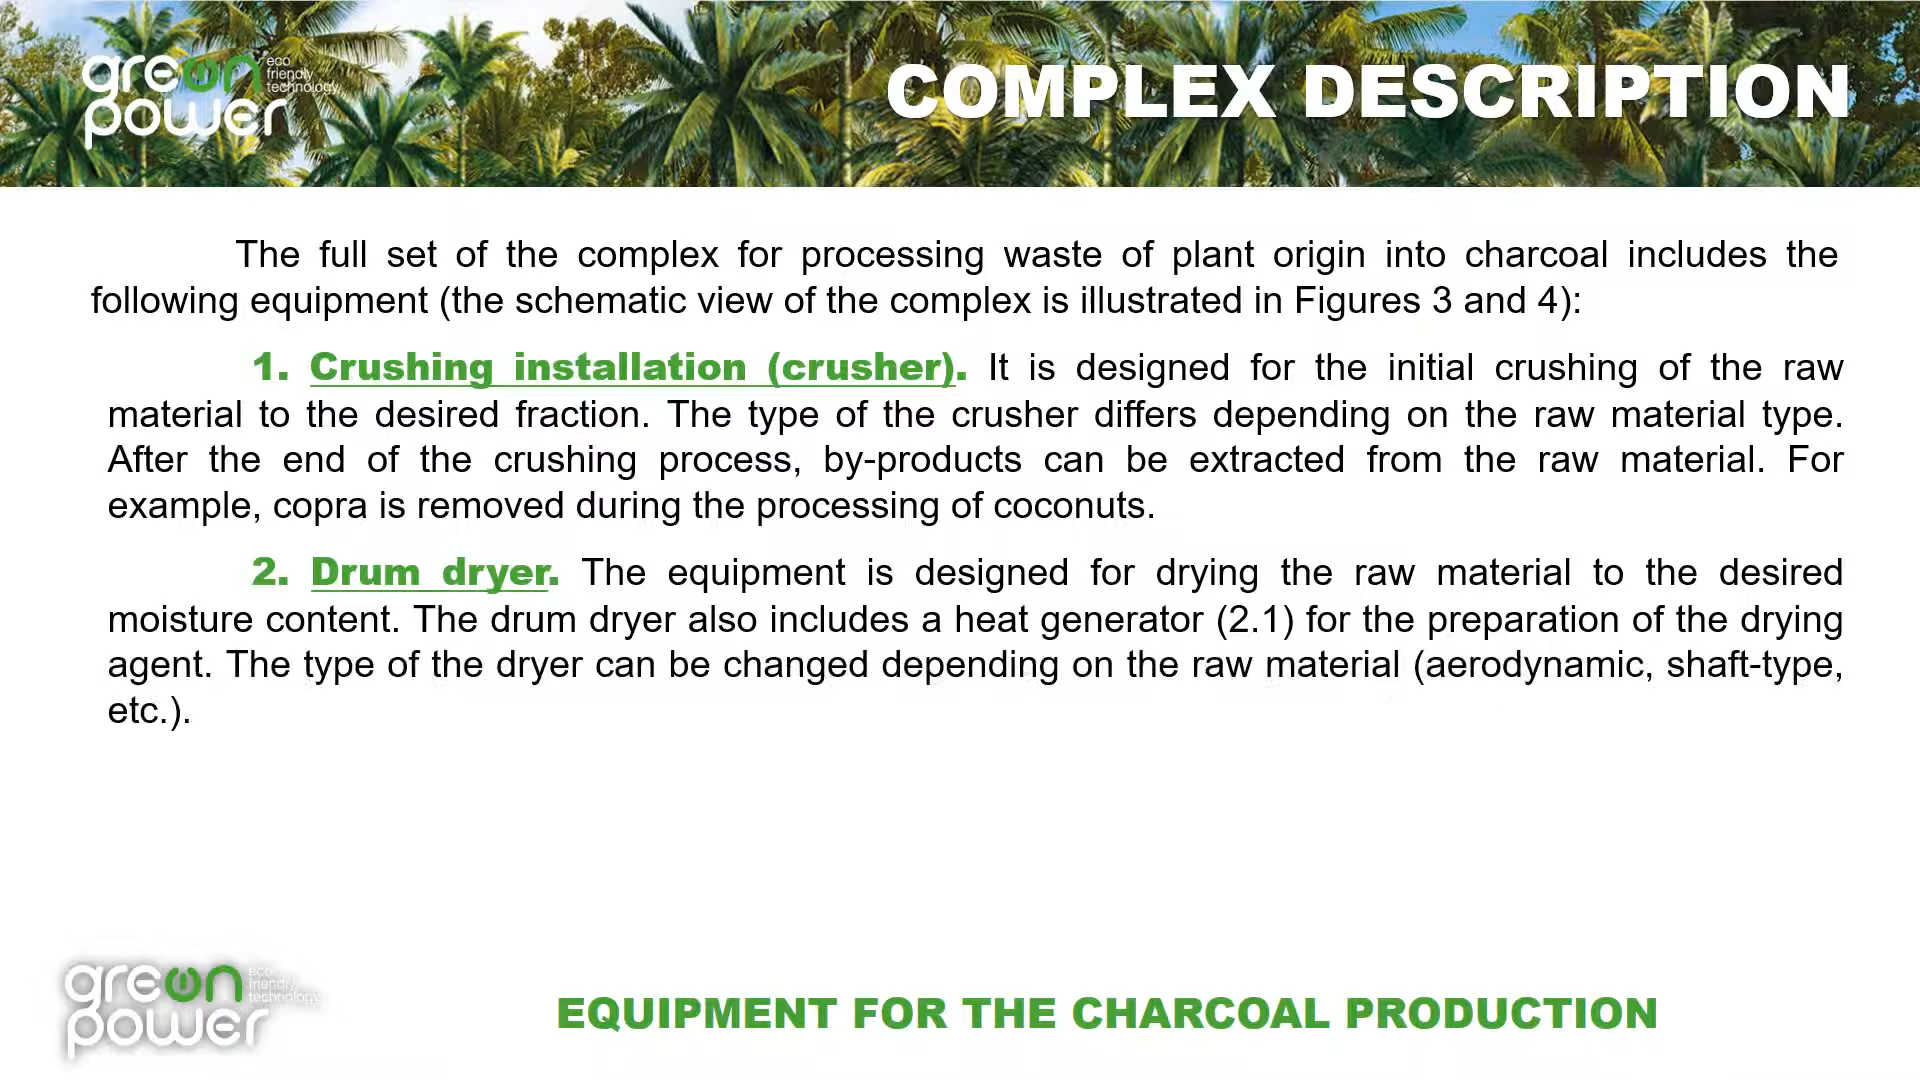 green
eco
friendly
technology
power
COMPLEX DESCRIPTION
The full set of the complex for processing waste of plant origin into charcoal includes the
following equipment (the schematic view of the complex is illustrated in Figures 3 and 4):
1. Crushing installation (crusher). It is designed for the initial crushing of the raw
material to the desired fraction. The type of the crusher differs depending on the raw material type.
After the end of the crushing process, by-products can be extracted from the raw material. For
example, copra is removed during the processing of coconuts.
2. Drum dryer. The equipment is designed for drying the raw material to the desired
moisture content. The drum dryer also includes a heat generator (2.1) for the preparation of the drying
agent. The type of the dryer can be changed depending on the raw material (aerodynamic, shaft-type,
etc.).
green
eco
friendly
technology
power
EQUIPMENT FOR THE CHARCOAL PRODUCTION